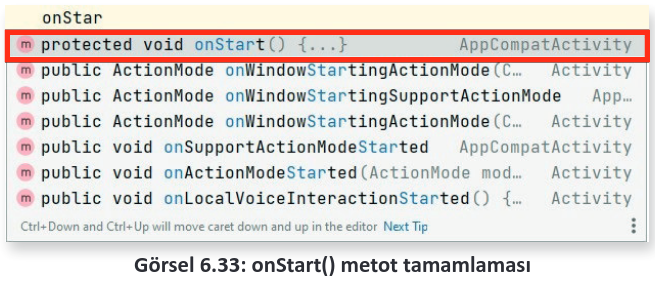 onStar
m protected void onStart() {...} AppCompatActivity
m public ActionMode onWindowStartingActionMode(C… Activity
m public ActionMode onWindowStartingSupportActionMode App…
m public ActionMode onWindowStartingActionMode(C… Activity
m public void onSupportActionModeStarted AppCompatActivity
m public void onActionModeStarted(ActionMode mod… Activity
m public void onLocalVoiceInteractionStarted() {… Activity
Ctrl+Down and Ctrl+Up will move caret down and up in the editor Next Tip
Görsel 6.33: onStart() metot tamamlaması